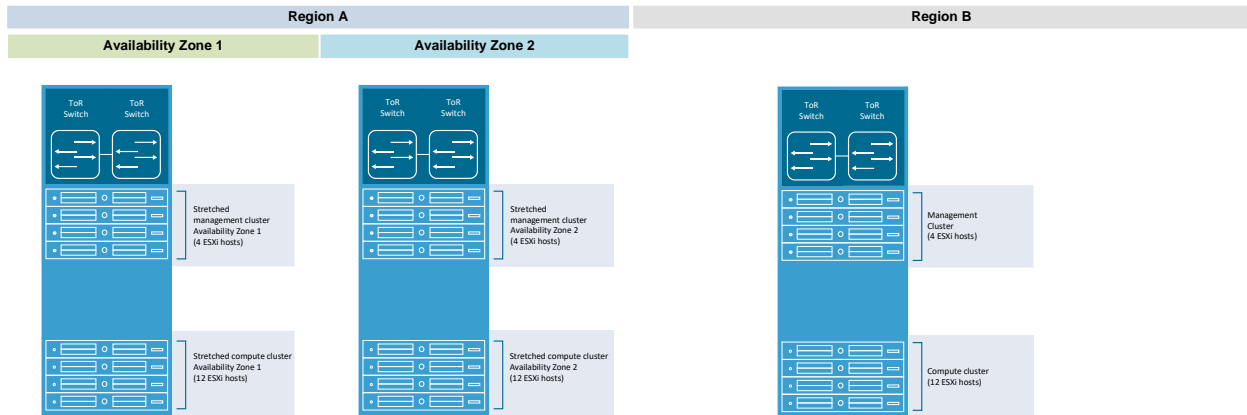 Region A
Region B
Availability Zone 1
Availability Zone 2
ToR
Switch
ToR
Switch
Stretched
management cluster
Availability Zone 1
(4 ESXi hosts)
Stretched compute cluster
Availability Zone 1
(12 ESXi hosts)
ToR
Switch
ToR
Switch
Stretched
management cluster
Availability Zone 2
(4 ESXi hosts)
Stretched compute cluster
Availability Zone 2
(12 ESXi hosts)
ToR
Switch
ToR
Switch
Management
Cluster
(4 ESXi hosts)
Compute cluster
(12 ESXi hosts)